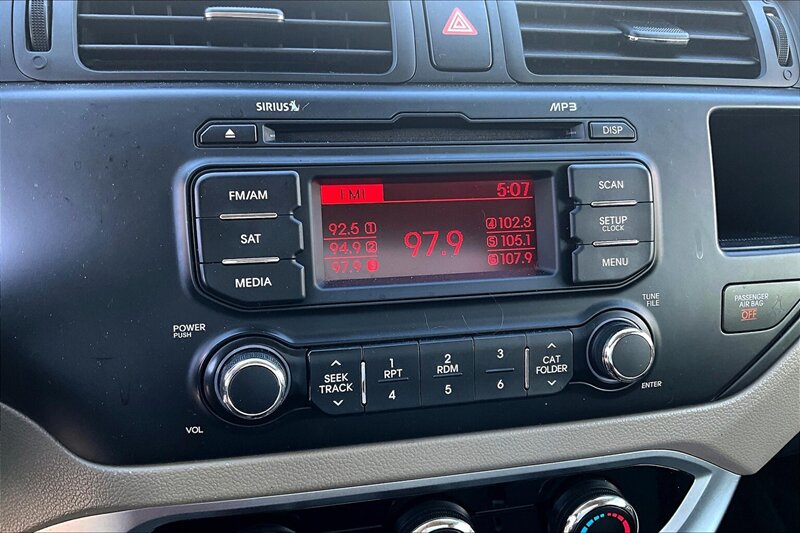 SIRIUS
MP3
DISP
FM/AM
SAT
MEDIA
FM1
5:07
92.5 1
94.9 2
97.9 3
97.9
4 102.3
5 105.1
6 107.9
SCAN
SETUP
CLOCK
MENU
PASSENGER
AIR BAG
OFF
POWER
PUSH
VOL
SEEK
TRACK
1
RPT
4
2
RDM
5
3
6
CAT
FOLDER
TUNE
FILE
ENTER